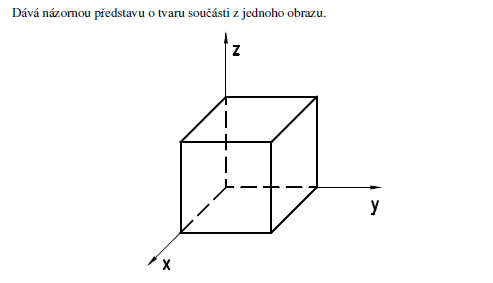 Dává názornou představu o tvaru součásti z jednoho obrazu.
z
y
x